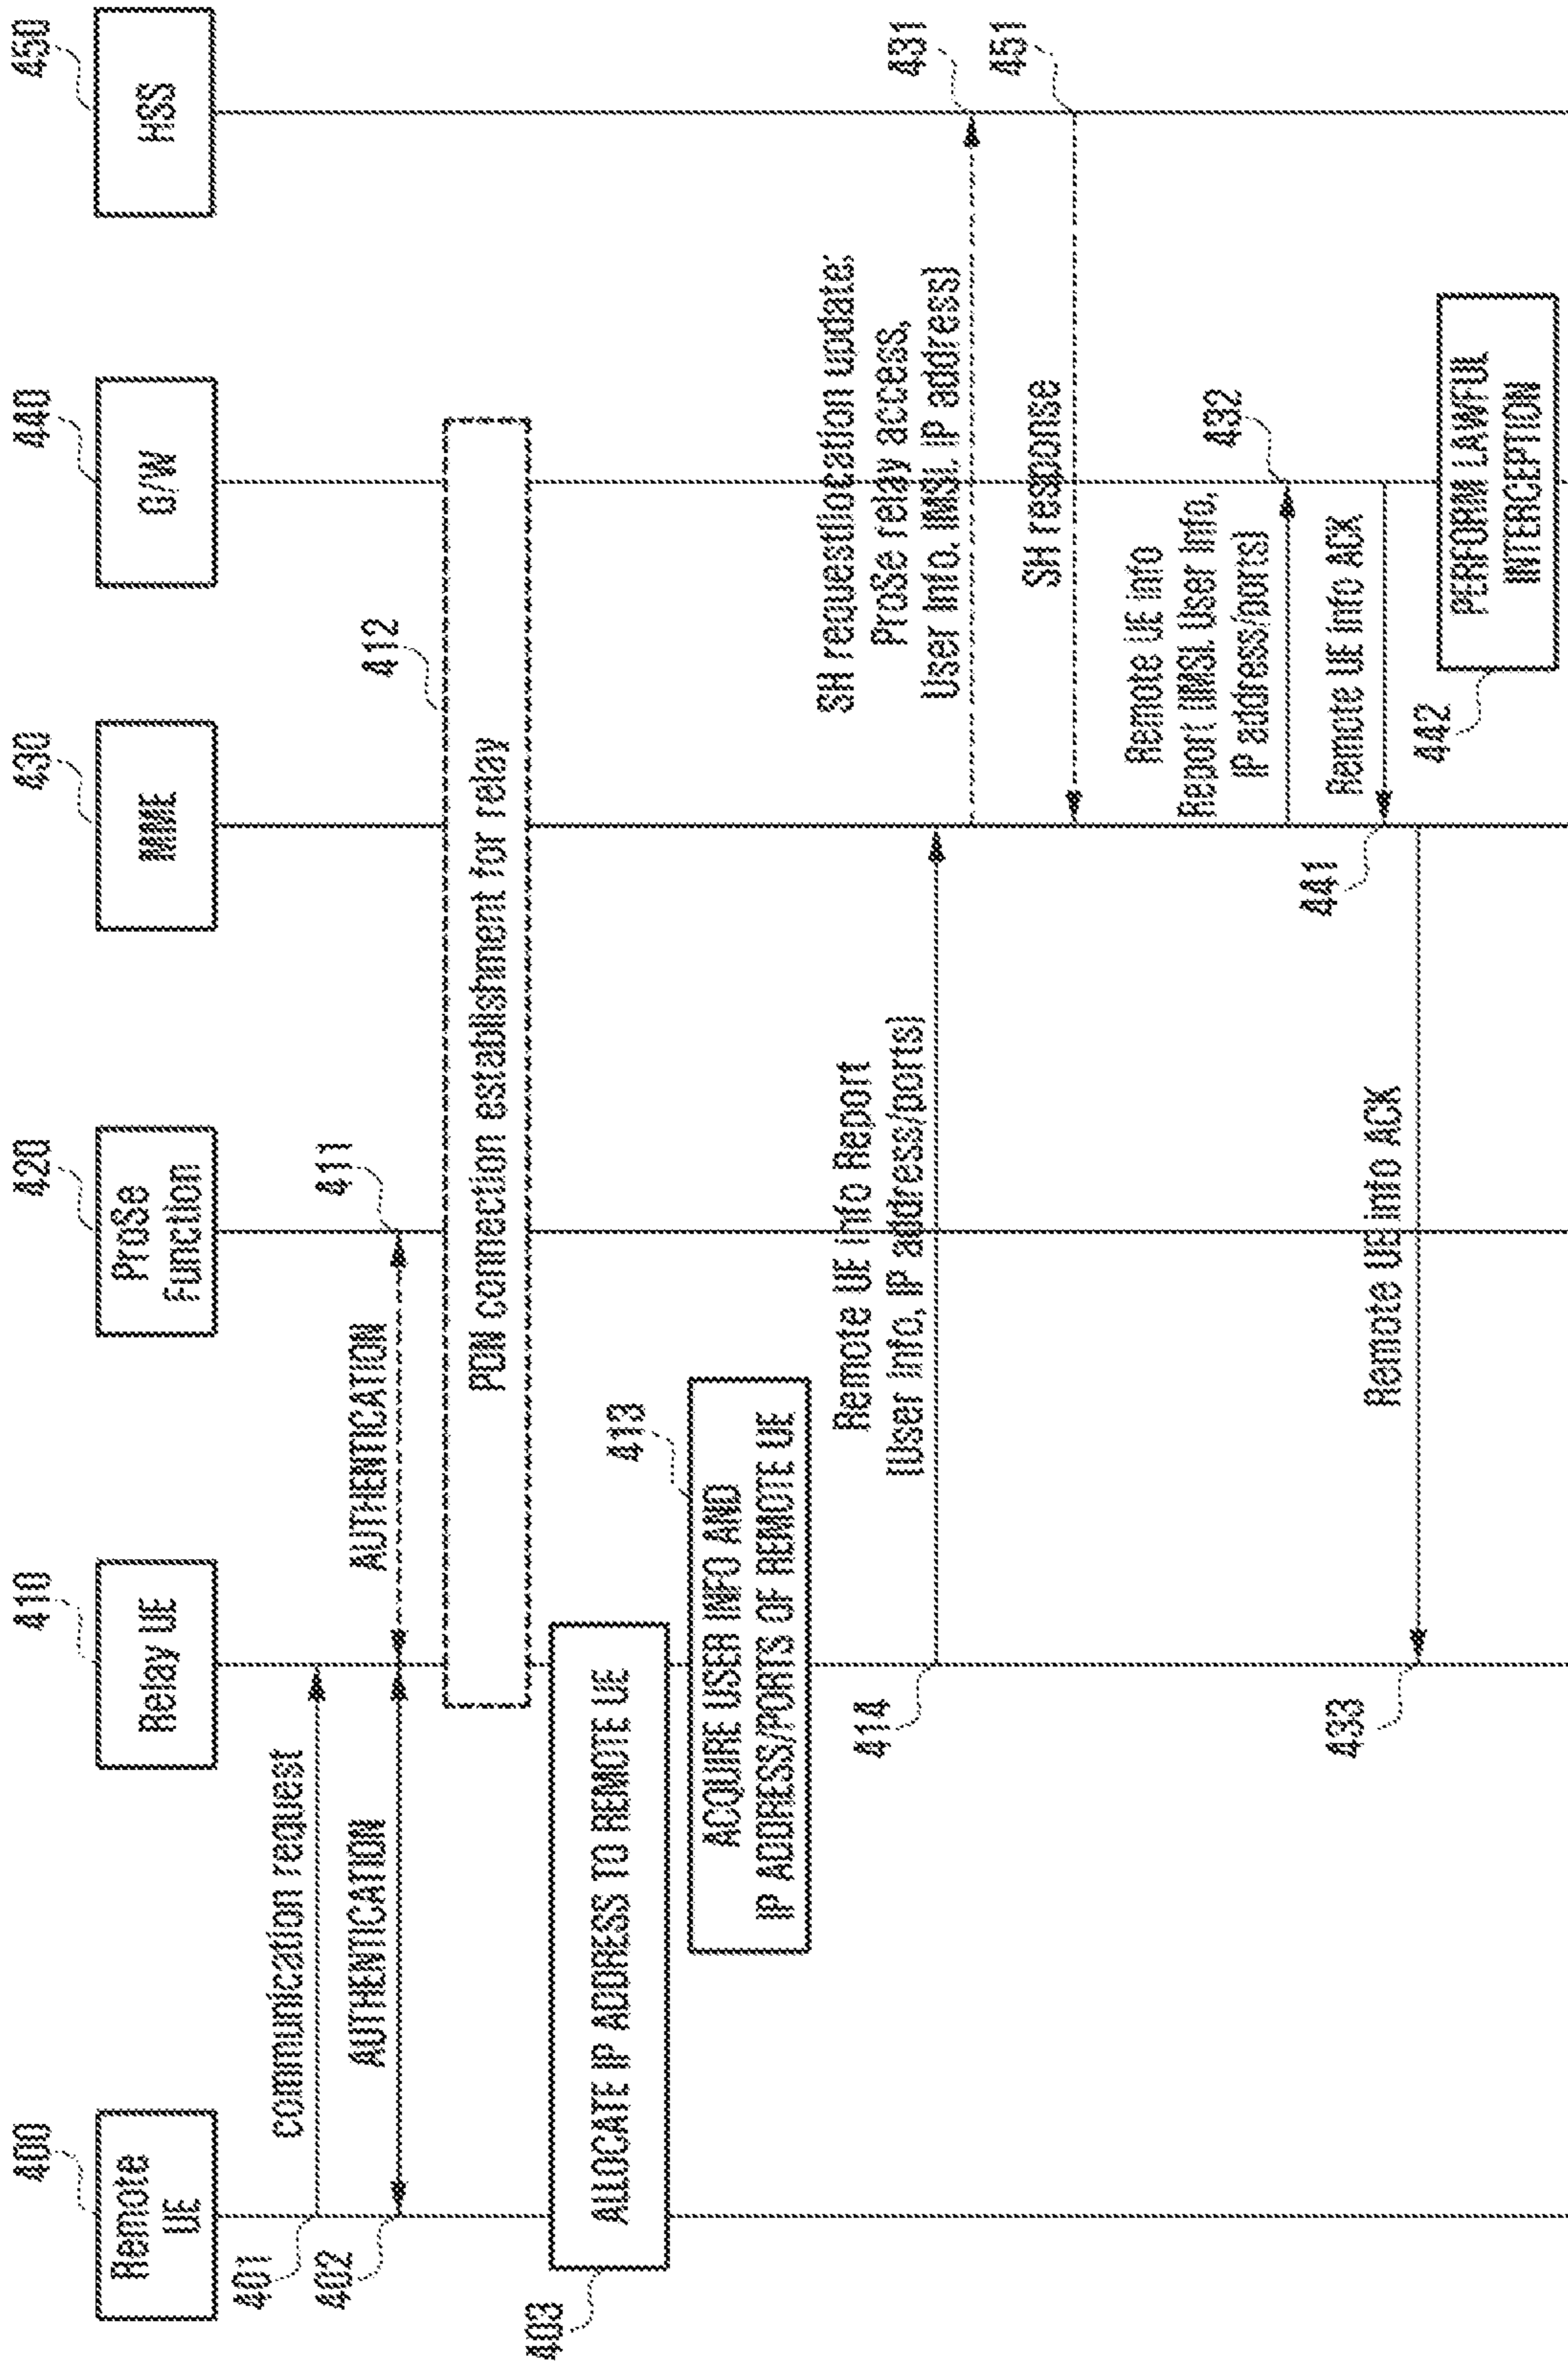 400
410
420
430
440
450
Remote
UE
Relay UE
ProSe
Function
MME
G/W
HSS
401
communication request
402
AUTHENTICATION
AUTHENTICATION
411
412
PDN connection establishment for relay
403
ALLOCATE IP ADDRESS TO REMOTE UE
413
ACQUIRE USER INFO AND
IP ADDRESS/PORTS OF REMOTE UE
414
Remote UE info Report
(User Info, IP address/ports)
SH request(location update:
ProSe relay access,
User Info, IMSI, IP address)
431
SH response
451
Remote UE info
Report (IMSI, User Info,
IP address/ports)
432
Remote UE info ACK
441
Remote UE info ACK
433
442
PERFORM LAWFUL
INTERCEPTION